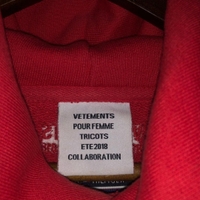 VETEMENTS
POUR FEMME
TRICOTS
ETE2018
COLLABORATION